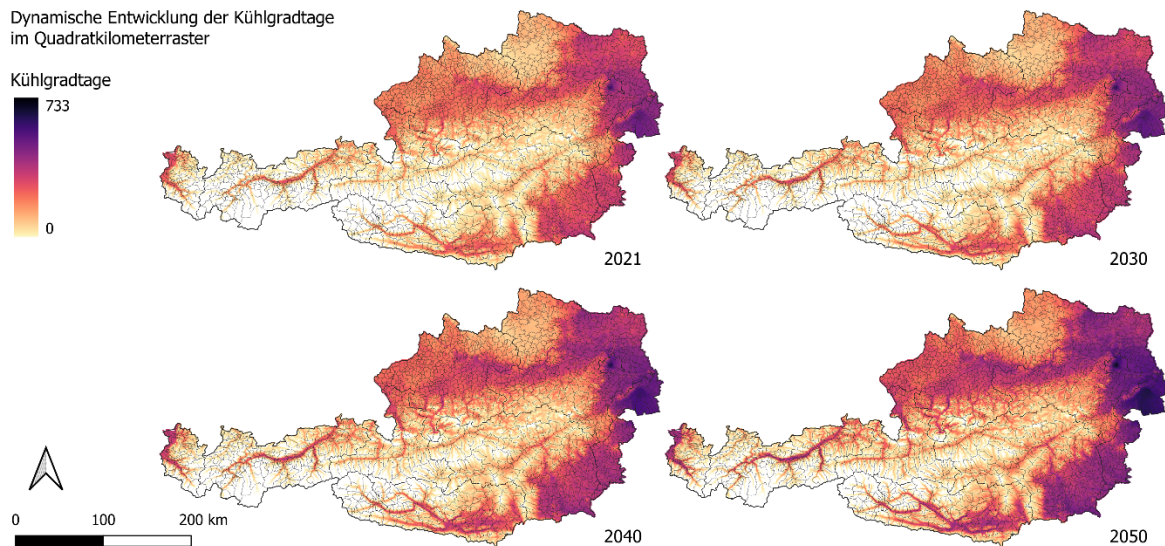 Dynamische Entwicklung der Kühlgradtage
im Quadratkilometerraster
Kühlgradtage
733
0
2021
2030
2040
2050
0 100 200 km